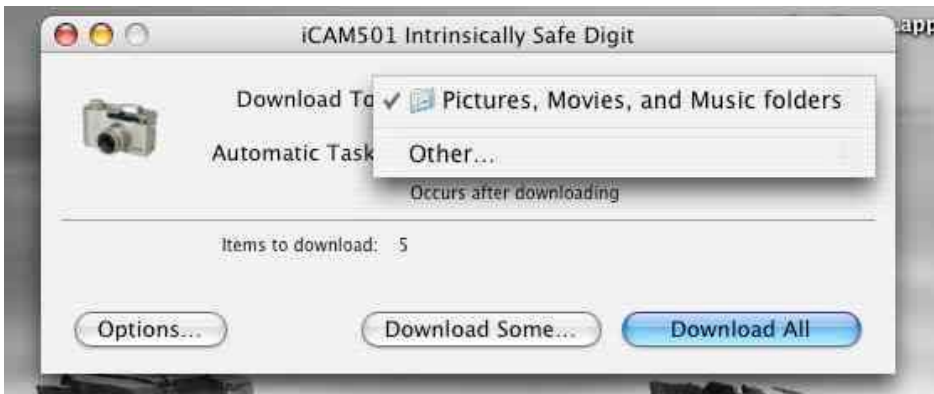 iCAM501 Intrinsically Safe Digit
.app
Download To
✓ Pictures, Movies, and Music folders
Automatic Task
Other...
Occurs after downloading
Items to download: 5
Options...
Download Some...
Download All